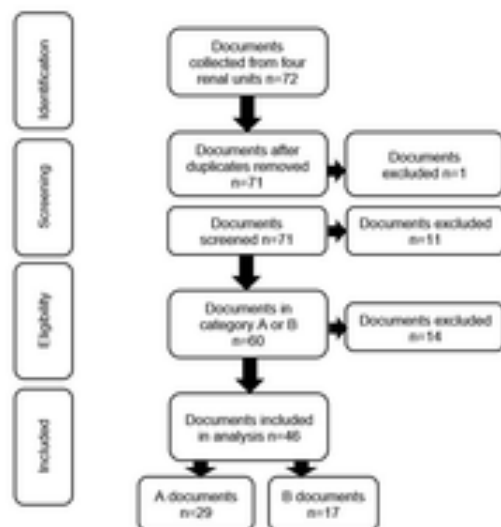 Identification
Documents
collected from four
renal units n=72
Screening
Documents after
duplicates removed
n=71
Documents
excluded n=1
Documents
screened n=71
Documents excluded
n=11
Eligibility
Documents in
category A or B
n=60
Documents excluded
n=14
Included
Documents included
in analysis n=46
A documents
n=29
B documents
n=17